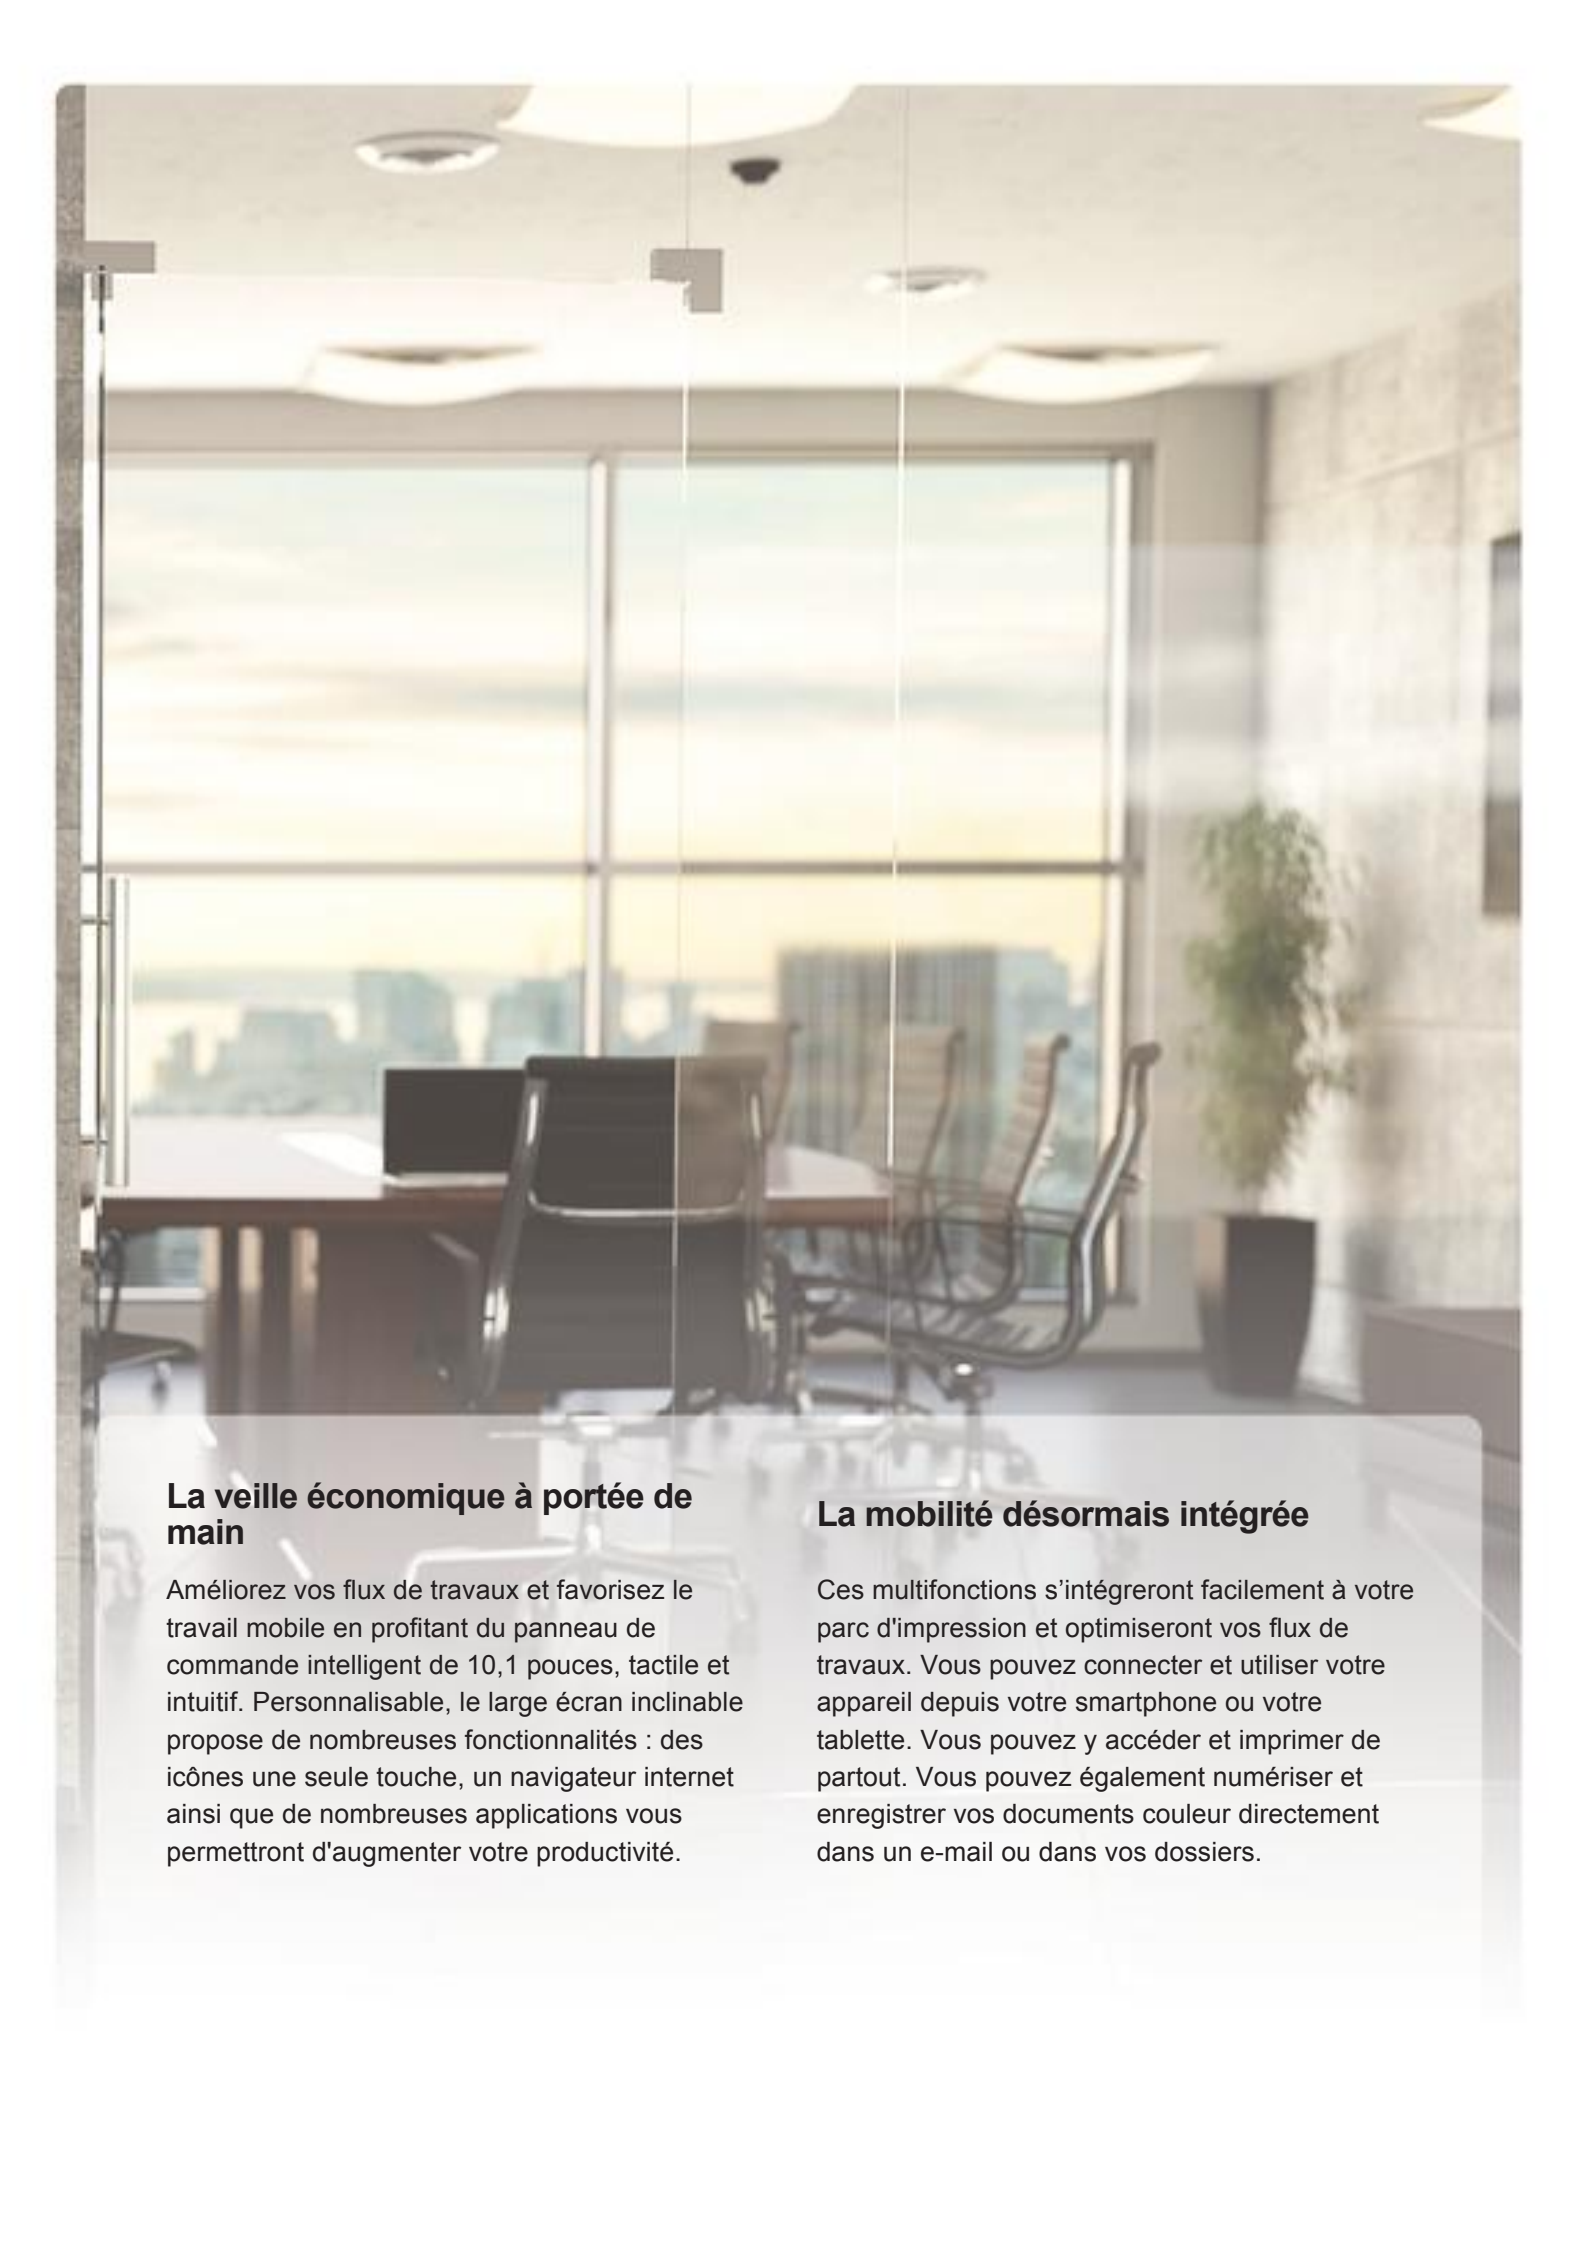 La veille économique à portée de
main
Améliorez vos flux de travaux et favorisez le
travail mobile en profitant du panneau de
commande intelligent de 10,1 pouces, tactile et
intuitif. Personnalisable, le large écran inclinable
propose de nombreuses fonctionnalités : des
icônes une seule touche, un navigateur internet
ainsi que de nombreuses applications vous
permettront d'augmenter votre productivité.
La mobilité désormais intégrée
Ces multifonctions s’intégreront facilement à votre
parc d'impression et optimiseront vos flux de
travaux. Vous pouvez connecter et utiliser votre
appareil depuis votre smartphone ou votre
tablette. Vous pouvez y accéder et imprimer de
partout. Vous pouvez également numériser et
enregistrer vos documents couleur directement
dans un e-mail ou dans vos dossiers.